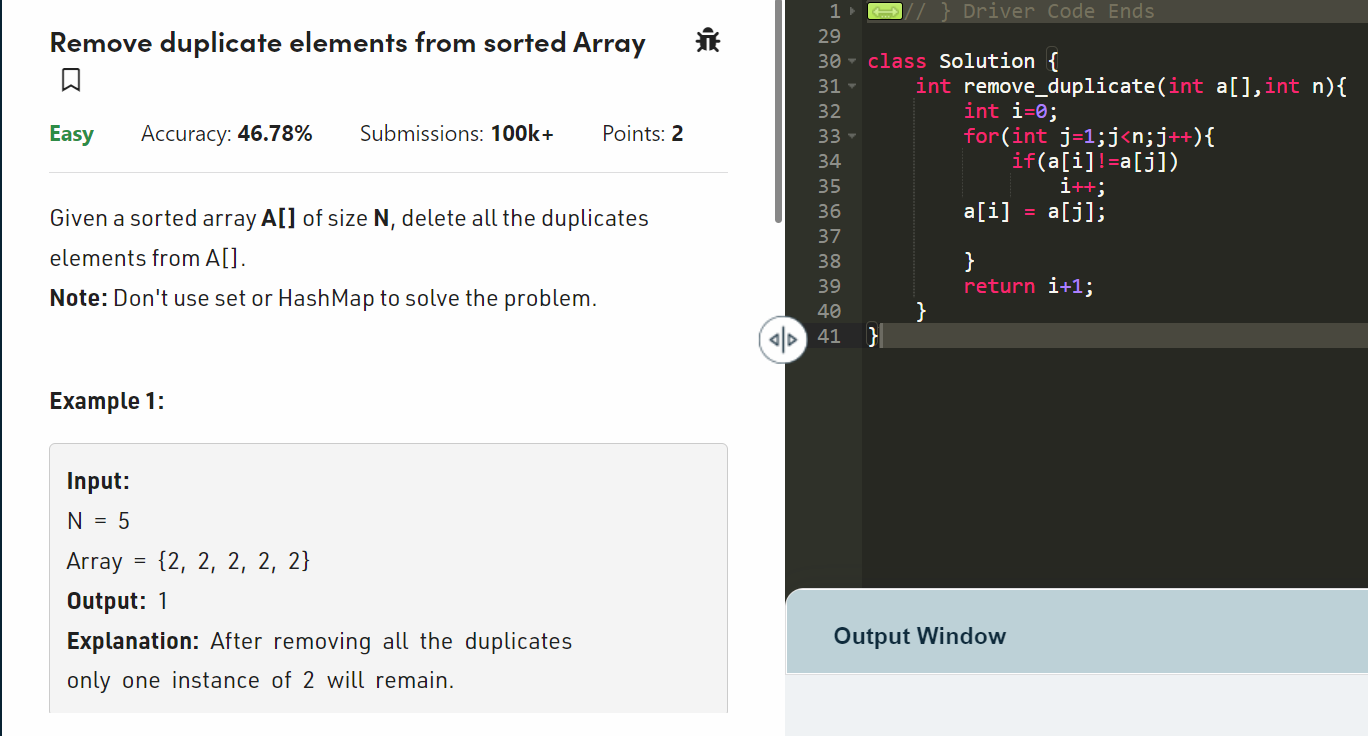 Remove duplicate elements from sorted Array
Easy Accuracy: 46.78% Submissions: 100k+ Points: 2
Given a sorted array A[] of size N, delete all the duplicates
elements from A[].
Note: Don't use set or HashMap to solve the problem.
Example 1:
Input:
N = 5
Array = {2, 2, 2, 2, 2}
Output: 1
Explanation: After removing all the duplicates
only one instance of 2 will remain.
1 // } Driver Code Ends
29
30 class Solution {
31 int remove_duplicate(int a[],int n){
32 int i=0;
33 for(int j=1;j<n;j++){
34 if(a[i]!=a[j])
35 i++;
36 a[i] = a[j];
37
38 }
39 return i+1;
40 }
41 }
Output Window